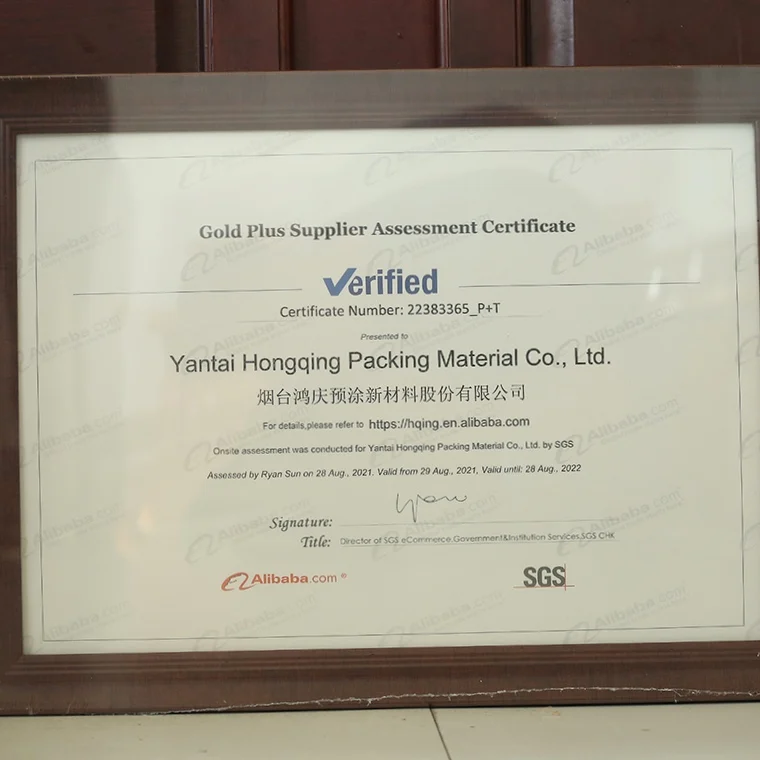 Gold Plus Supplier Assessment Certificate
Verified
Certificate Number: 22383365_P+T
Presented to
Yantai Hongqing Packing Material Co., Ltd.
烟台鸿庆预涂新材料股份有限公司
For details,please refer to https://hqing.en.alibaba.com
Onsite assessment was conducted for Yantai Hongqing Packing Material Co., Ltd. by SGS
Assessed by Ryan Sun on 28 Aug., 2021, Valid from 29 Aug., 2021, Valid until: 28 Aug., 2022
Signature:
Title: Director of SGS eCommerce,Government&Institution Services,SGS CHK
Alibaba.com®
SGS